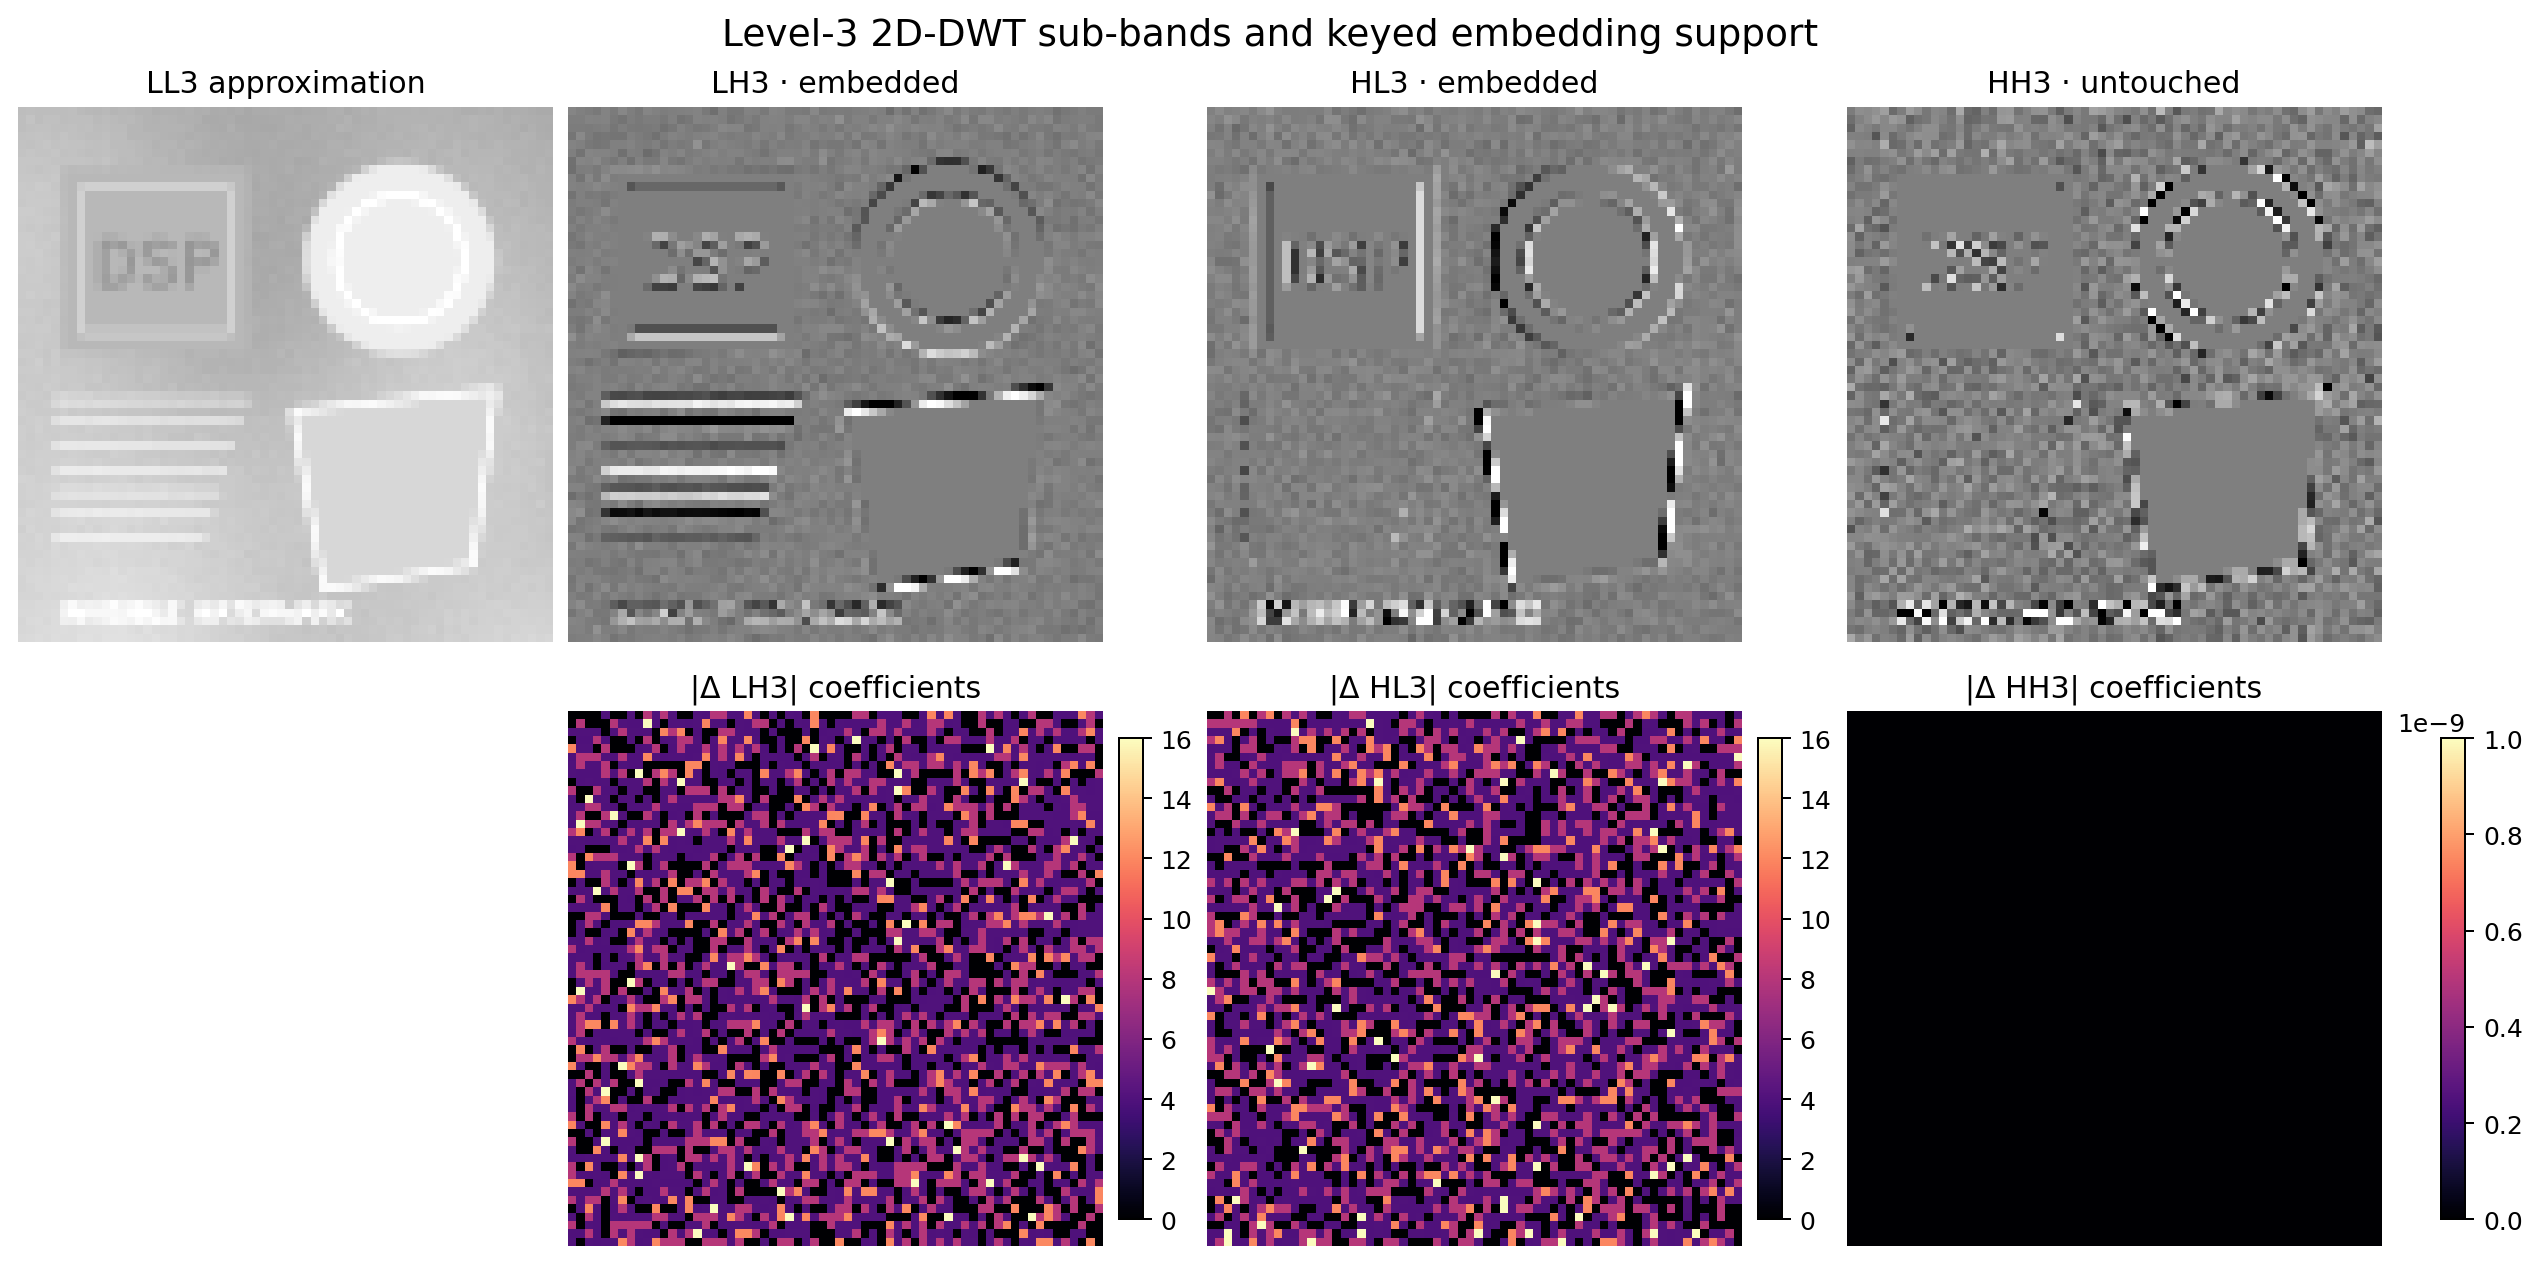 Level-3 2D-DWT sub-bands and keyed embedding support
LL3 approximation
LH3 · embedded
HL3 · embedded
HH3 · untouched
DSP
|Δ LH3| coefficients
|Δ HL3| coefficients
|Δ HH3| coefficients
16
14
12
10
8
6
4
2
0
16
14
12
10
8
6
4
2
0
1e−9
1.0
0.8
0.6
0.4
0.2
0.0